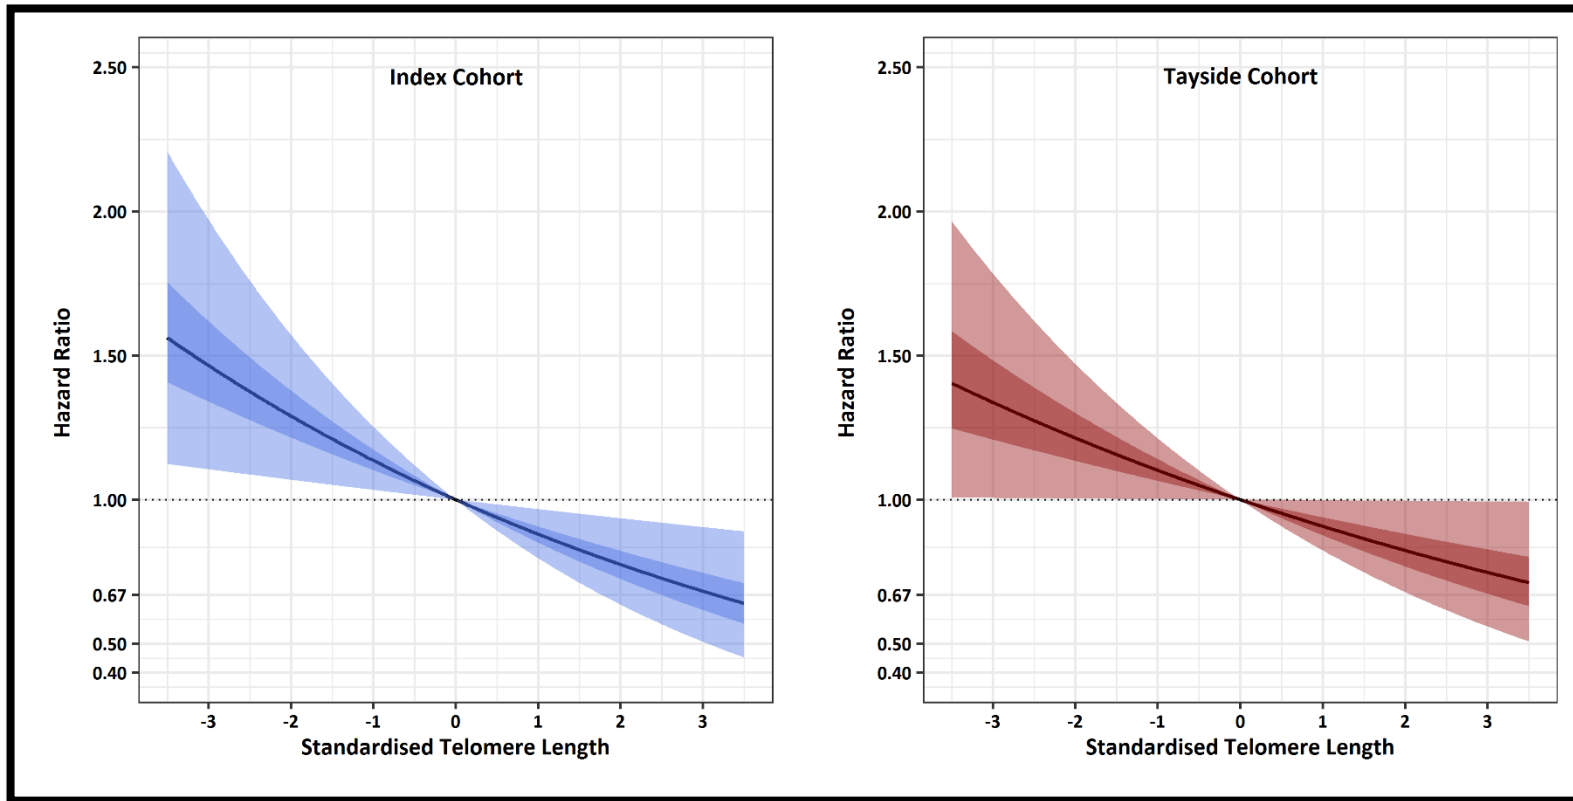 Index Cohort
2.50
2.00
1.50
1.00
0.67
0.50
0.40
Hazard Ratio
-3 -2 -1 0 1 2 3
Standardised Telomere Length
Tayside Cohort
2.50
2.00
1.50
1.00
0.67
0.50
0.40
Hazard Ratio
-3 -2 -1 0 1 2 3
Standardised Telomere Length